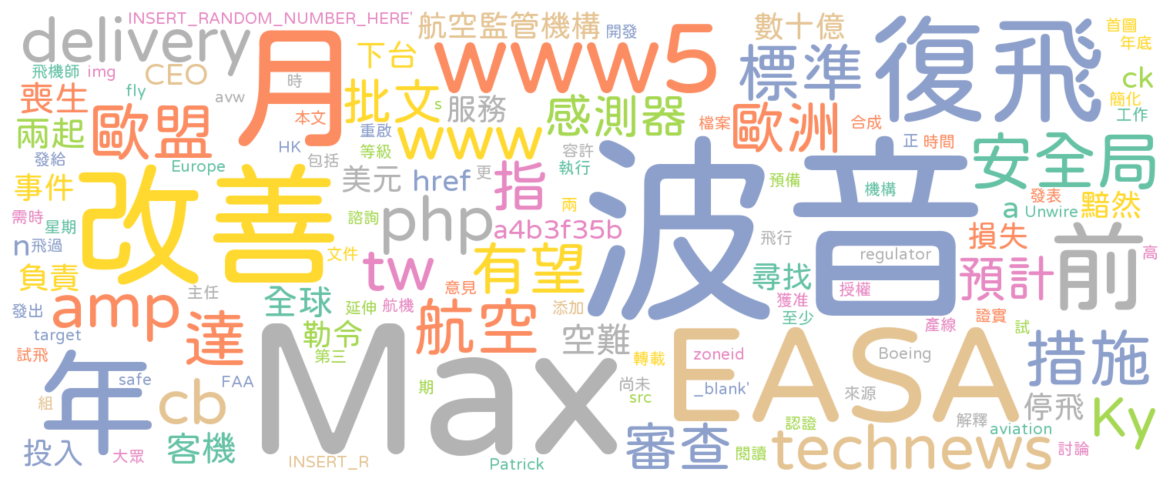 INSERT_RANDOM_NUMBER_HERE'
航空監管機構
開發
數十億
首圖
delivery
月
下台
www5
標準
復飛
年底
飛機師
img
CEO
時
ck
喪生
fly
avw
本文
批文
s
服務
感測器
檔案
歐洲
合成
簡化
工作
兩起
歐盟
重啟
www
正
時間
發給
HK
等級
容許
安全局
Europe
包括
美元
href
更
指
執行
波音
預備
機構
發表
事件
改善
需時
星期
諮詢
php
a4b3f35b
兩
a
Unwire
黯然
n
飛過
文件
tw
有望
飛行
regulator
損失
前
高
負責
主任
全球
延伸
航機
意見
添加
尋找
獲准
授權
預計
發出
amp
達
勒令
航空
至少
產線
證實
試
target
試飛
第三
Max
空難
轉載
zoneid
EASA
Boeing
措施
年
safe
FAA
期
尚未
src
_blank'
來源
停飛
組
cb
認證
解釋
aviation
Ky
投入
大眾
客機
INSERT_R
Patrick
審查
閱讀
technews
討論